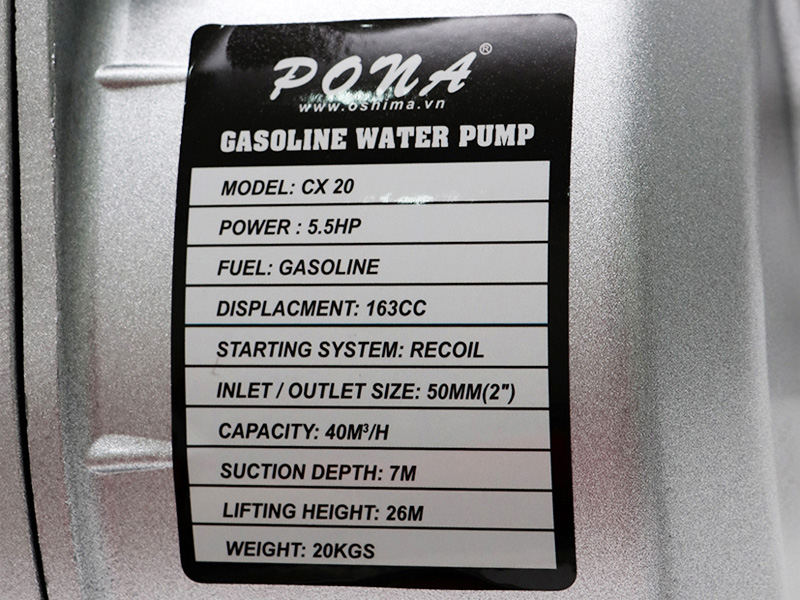 PONA®
www.oshima.vn
GASOLINE WATER PUMP
MODEL: CX 20
POWER : 5.5HP
FUEL: GASOLINE
DISPLACMENT: 163CC
STARTING SYSTEM: RECOIL
INLET / OUTLET SIZE: 50MM(2")
CAPACITY: 40M³/H
SUCTION DEPTH: 7M
LIFTING HEIGHT: 26M
WEIGHT: 20KGS